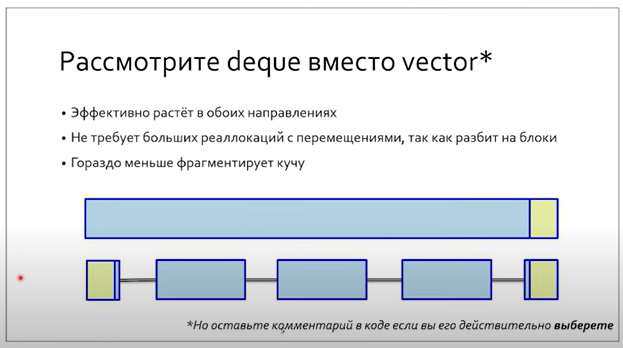 Рассмотрите deque вместо vector*
• Эффективно растёт в обоих направлениях
• Не требует больших реаллокаций с перемещениями, так как разбит на блоки
• Гораздо меньше фрагментирует кучу
*Но оставьте комментарий в коде если вы его действительно выберете